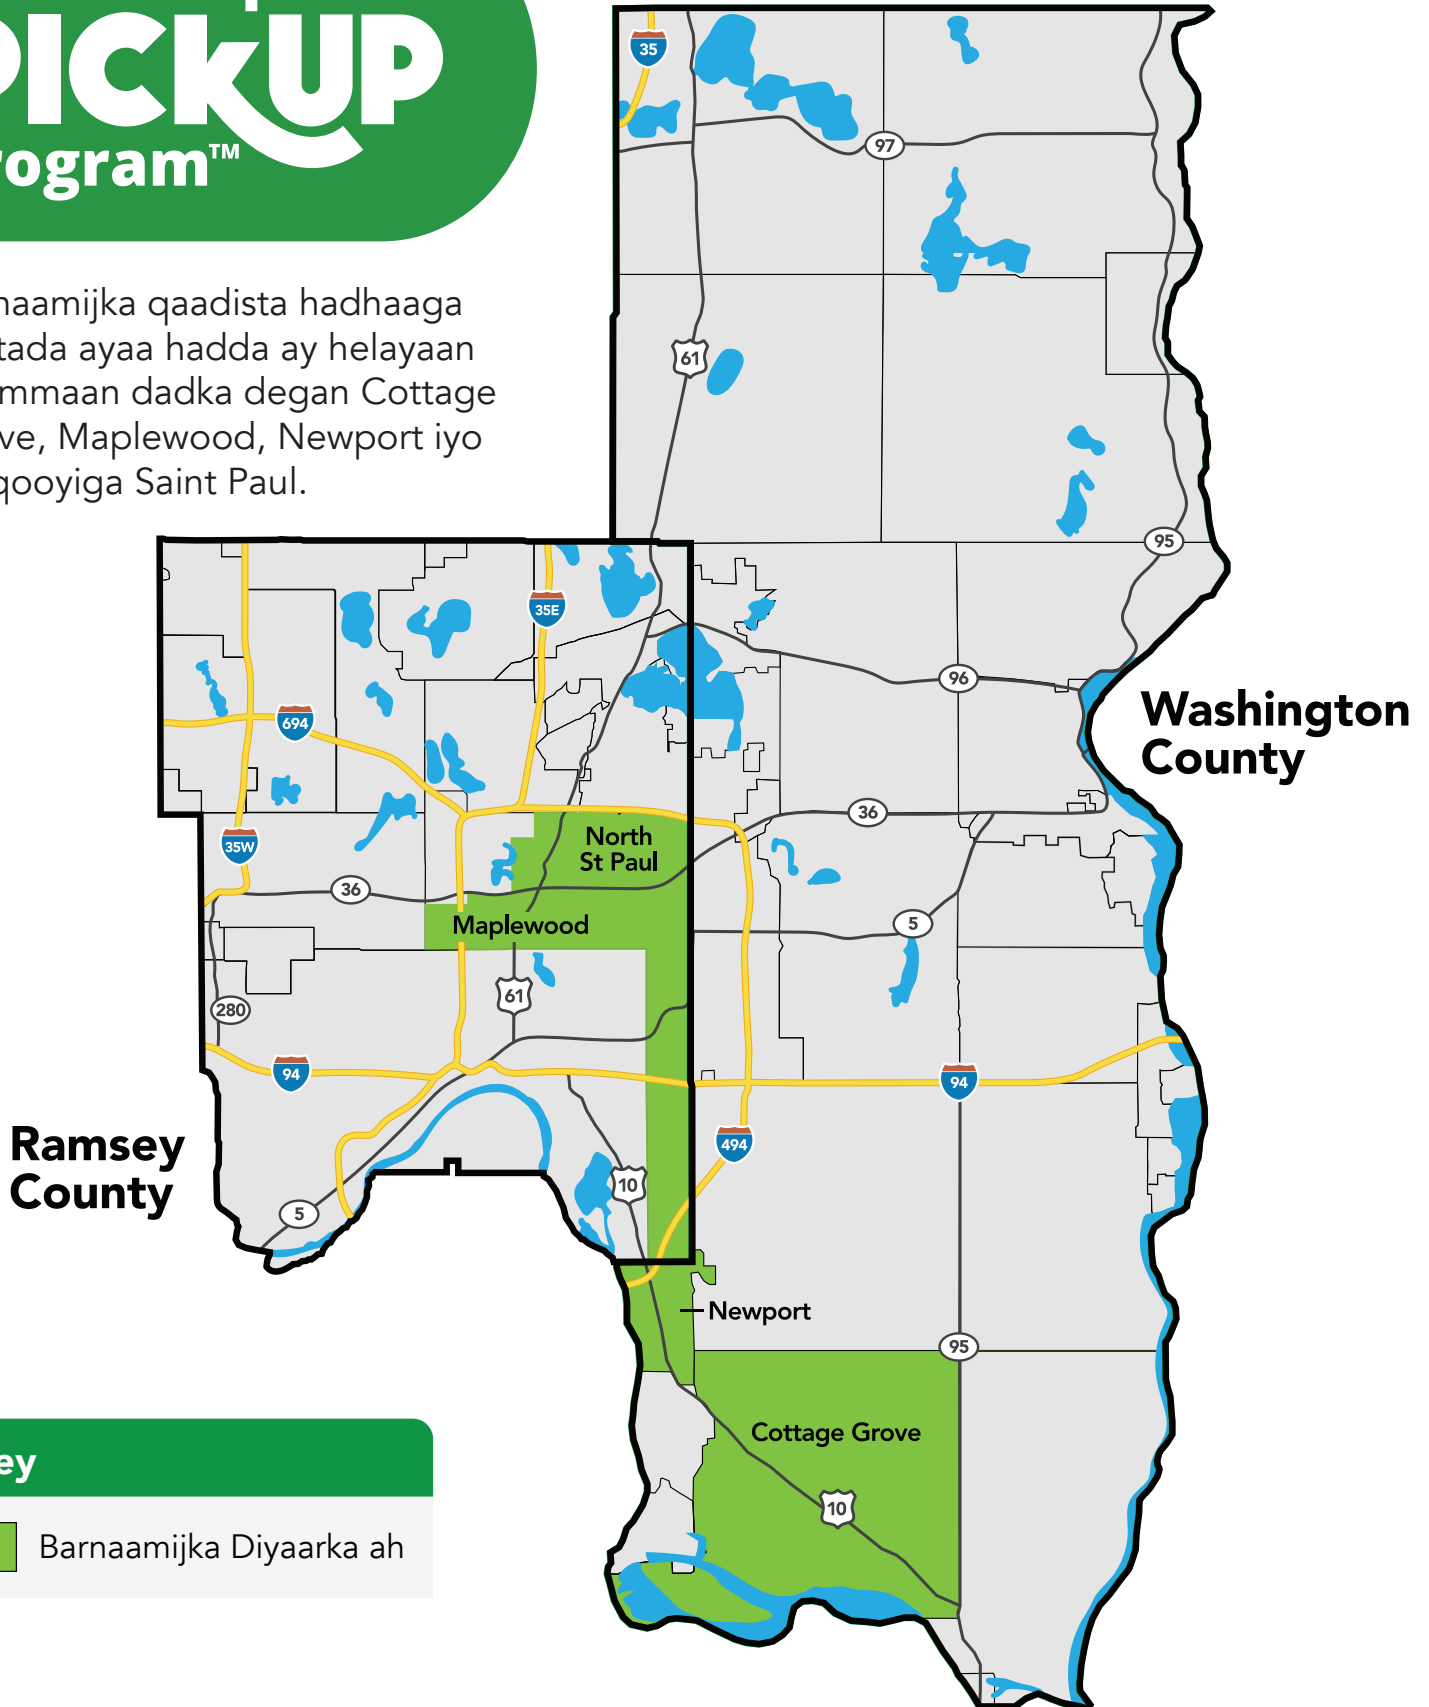 PICKUP
rogram™
naamijka qaadista hadhaaga
tada ayaa hadda ay helayaan
mmaan dadka degan Cottage
ve, Maplewood, Newport iyo
qooyiga Saint Paul.
35
97
61
95
35E
96
694
Washington
County
36
35W
North
St Paul
36
Maplewood
5
61
280
94
94
Ramsey
County
494
10
5
Newport
95
Cottage Grove
10
ey
Barnaamijka Diyaarka ah